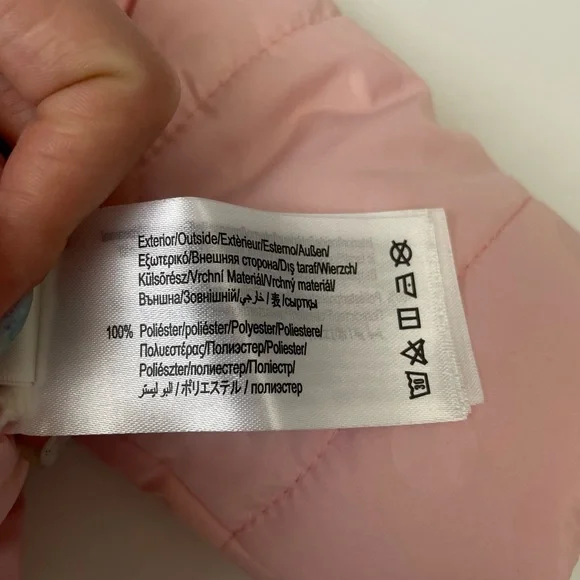 Exterior/Outside/Extérieur/Esterno/Außen/
Εξωτερικό/Внешняя сторона/Dış taraf/Wierzch/
Külsőrész/Vrchní Materiál/Vrchný materiál/
Външна/Зовнішній/خارجي/表/сыртқы
100% Poliéster/poliéster/Polyester/Poliestere/
Πολυεστέρας/Полиэстер/Poliester/
Poliészter/полиестер/Поліестр/
البوليستر/ポリエステル/полиэстер
30